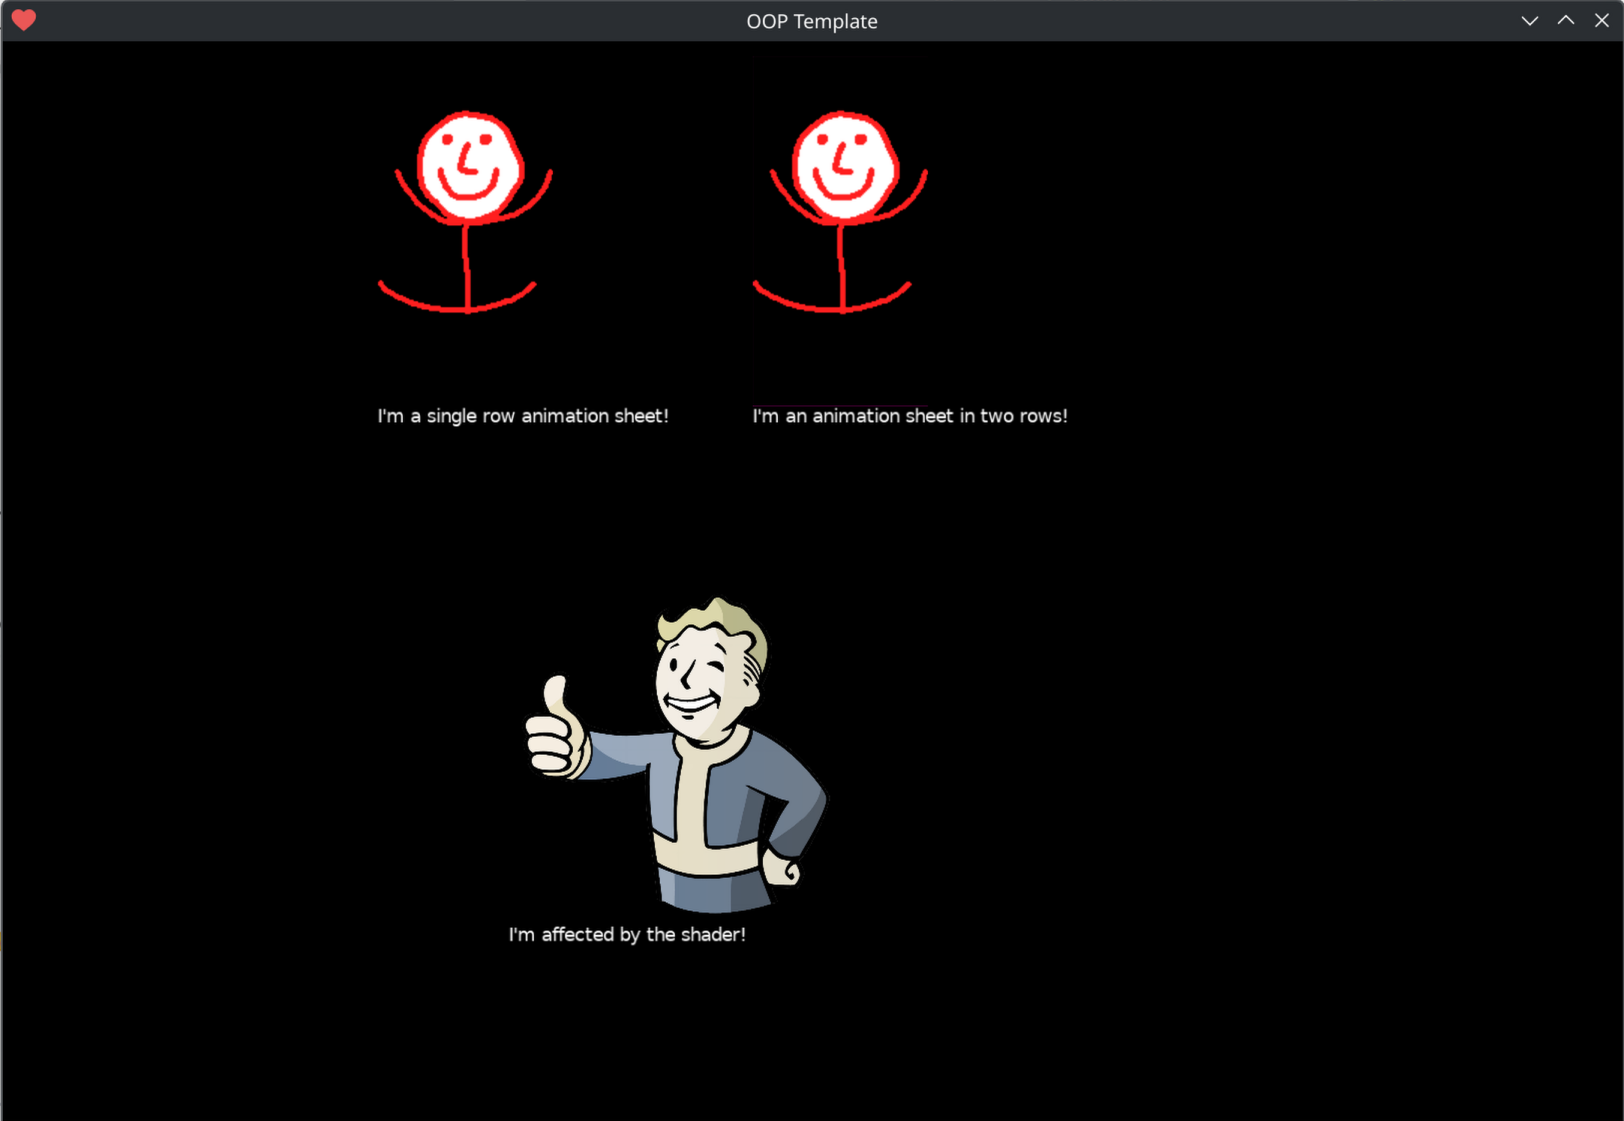 OOP Template
I'm a single row animation sheet!
I'm an animation sheet in two rows!
I'm affected by the shader!